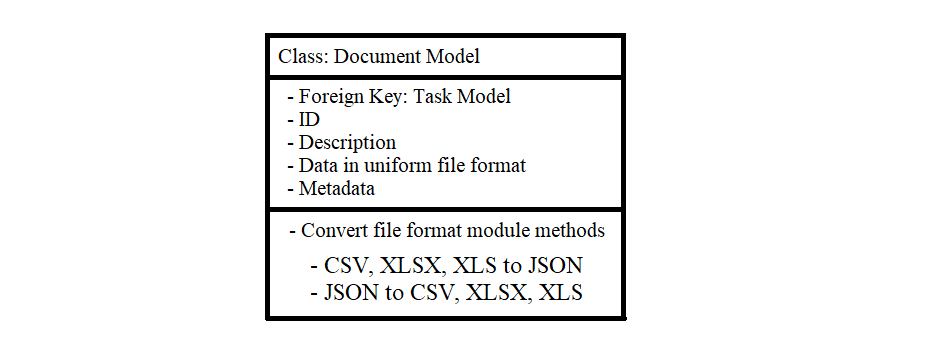 Class: Document Model
- Foreign Key: Task Model
- ID
- Description
- Data in uniform file format
- Metadata
- Convert file format module methods
- CSV, XLSX, XLS to JSON
- JSON to CSV, XLSX, XLS